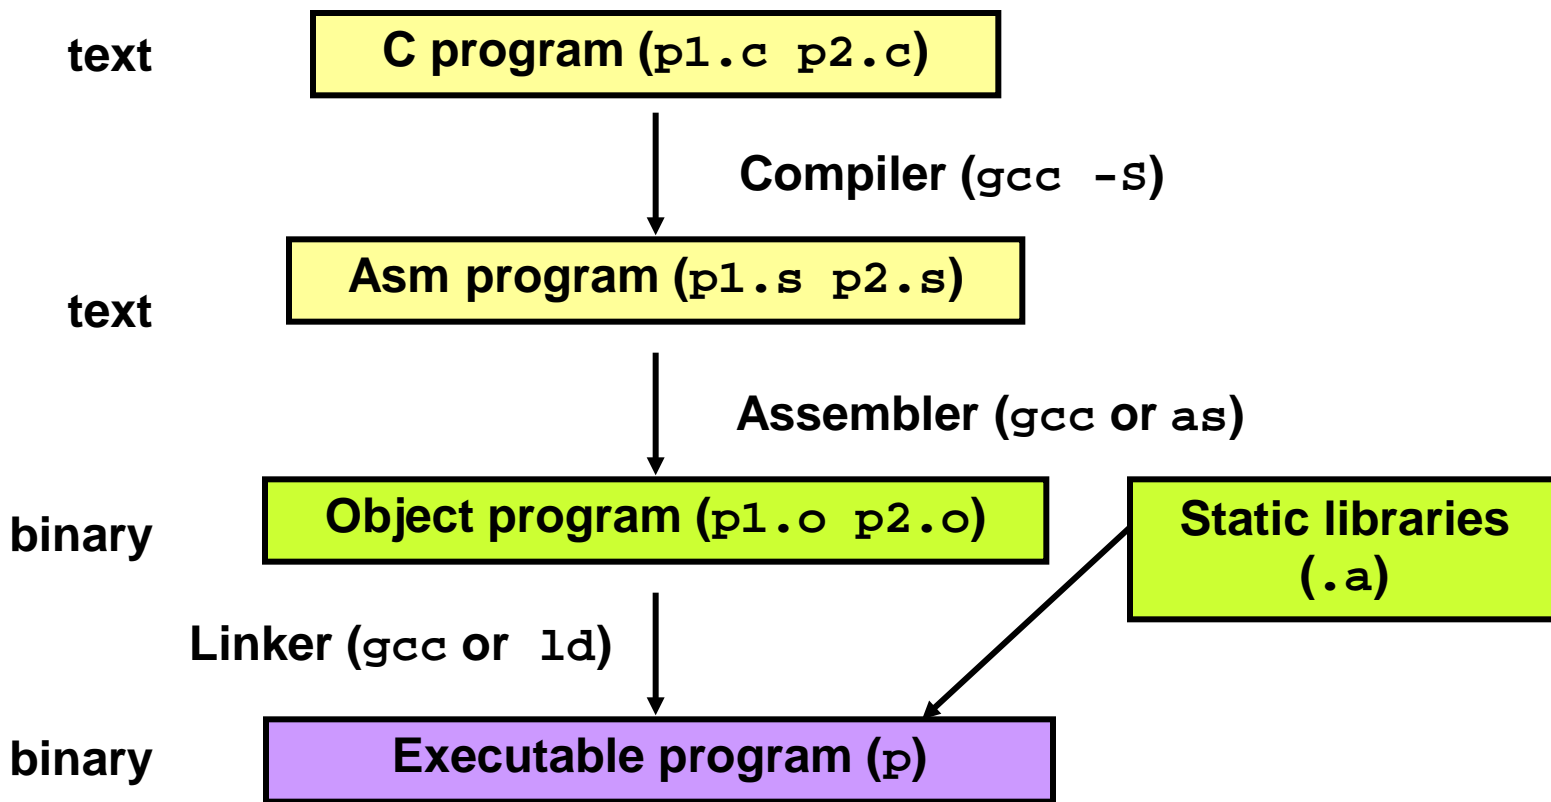 text
C program (p1.c p2.c)
Compiler (gcc -S)
text
Asm program (p1.s p2.s)
Assembler (gcc or as)
binary
Object program (p1.o p2.o)
Static libraries
(.a)
Linker (gcc or ld)
binary
Executable program (p)